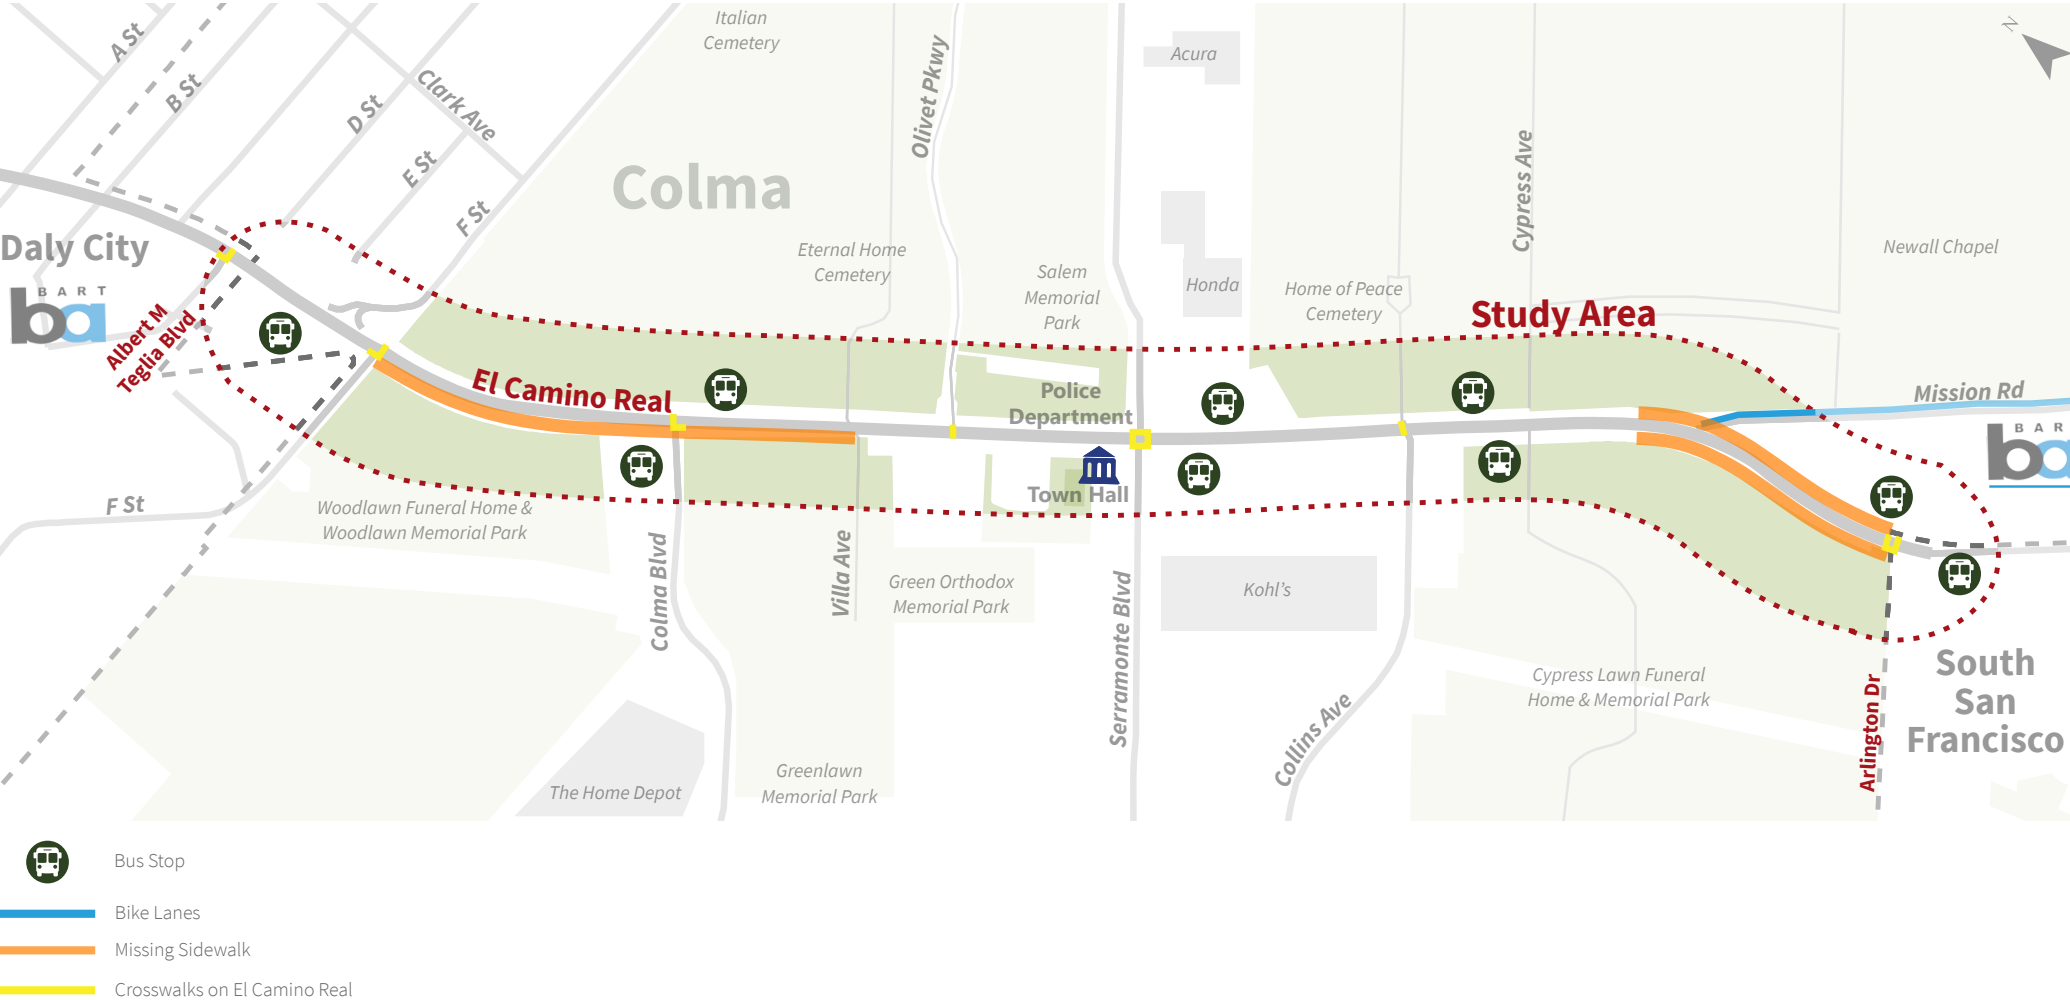 Italian
Cemetery
Acura
N
A St
B St
Clark Ave
D St
E St
F St
Olivet Pkwy
Colma
Cypress Ave
Daly City
BART
ba
Albert M
Teglia Blvd
Eternal Home
Cemetery
Salem
Memorial
Park
Honda
Home of Peace
Cemetery
Newall Chapel
Study Area
El Camino Real
Police
Department
Mission Rd
BAR
ba
Town Hall
F St
Woodlawn Funeral Home &
Woodlawn Memorial Park
Colma Blvd
Villa Ave
Green Orthodox
Memorial Park
Serramonte Blvd
Kohl's
Collins Ave
Cypress Lawn Funeral
Home & Memorial Park
Arlington Dr
South
San
Francisco
The Home Depot
Greenlawn
Memorial Park
Bus Stop
Bike Lanes
Missing Sidewalk
Crosswalks on El Camino Real